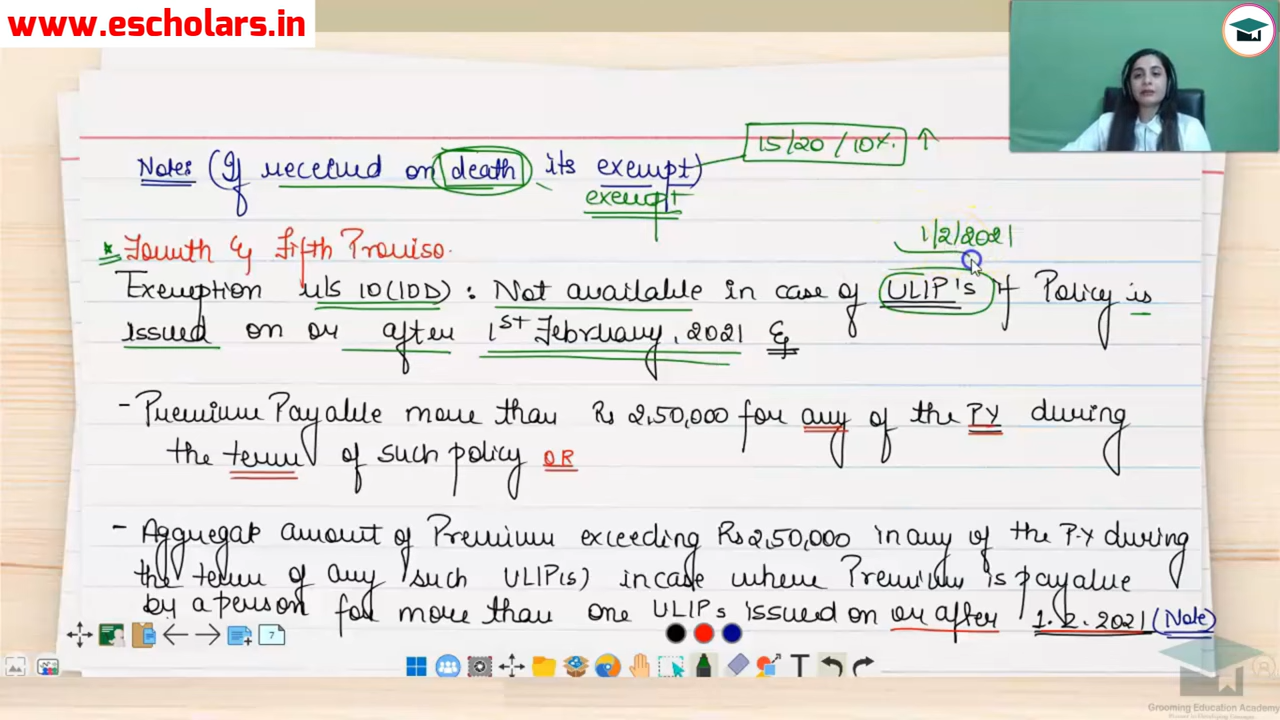 www.escholars.in
15/20/10%. ↑
Notes (If received on death its exempt)
exempt
1/2/2021
* Fourth & Fifth Proviso.
Exemption u/s 10(10D) : Not available in case of ULIP's if Policy is
issued on or after 1st February, 2021 &
- Premium Payable more than Rs 2,50,000 for any of the PY during
the term of such policy OR
- Aggregate amount of Premium exceeding Rs 2,50,000 in any of the P.Y during
the term of any such ULIP(s) incase where Premium is payable
by a person for more than one ULIPs issued on or after 1.2.2021 (Note)
7
T
Grooming Education Academy